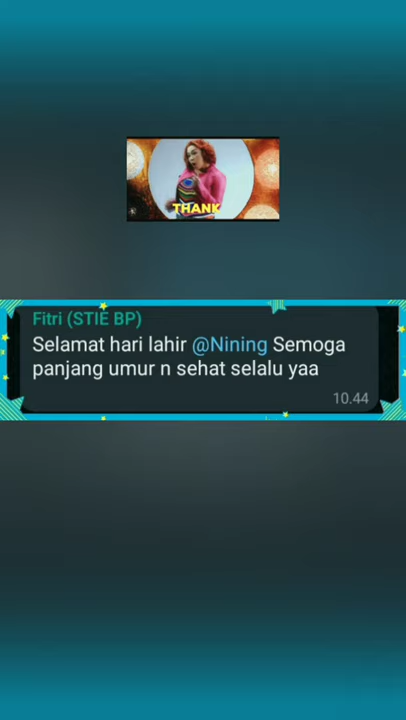 THANK
Fitri (STIE BP)
Selamat hari lahir @Nining Semoga
panjang umur n sehat selalu yaa
10.44